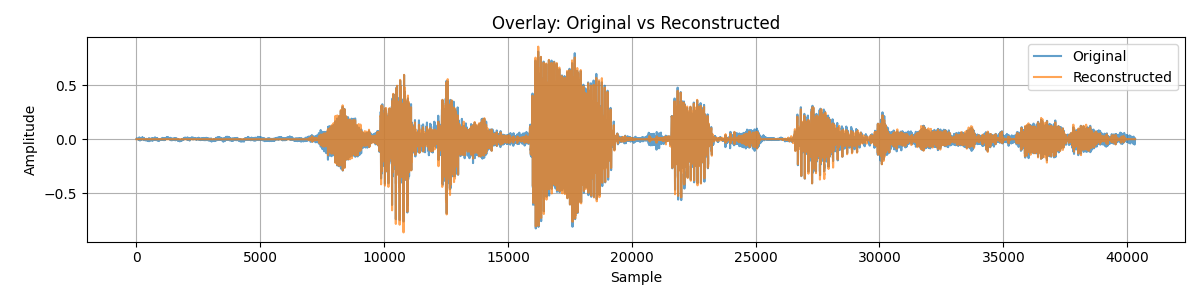 Overlay: Original vs Reconstructed
Original
Reconstructed
Amplitude
0.5
0.0
−0.5
0 5000 10000 15000 20000 25000 30000 35000 40000
Sample